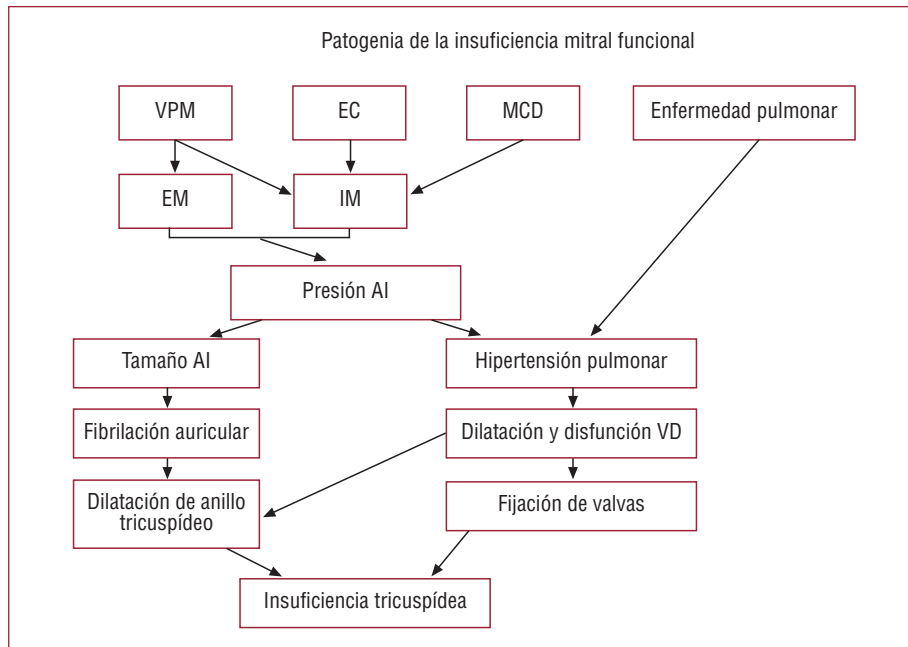 Patogenia de la insuficiencia mitral funcional
VPM
EC
MCD
Enfermedad pulmonar
EM
IM
Presión AI
Tamaño AI
Hipertensión pulmonar
Fibrilación auricular
Dilatación y disfunción VD
Dilatación de anillo
tricuspídeo
Fijación de valvas
Insuficiencia tricuspídea